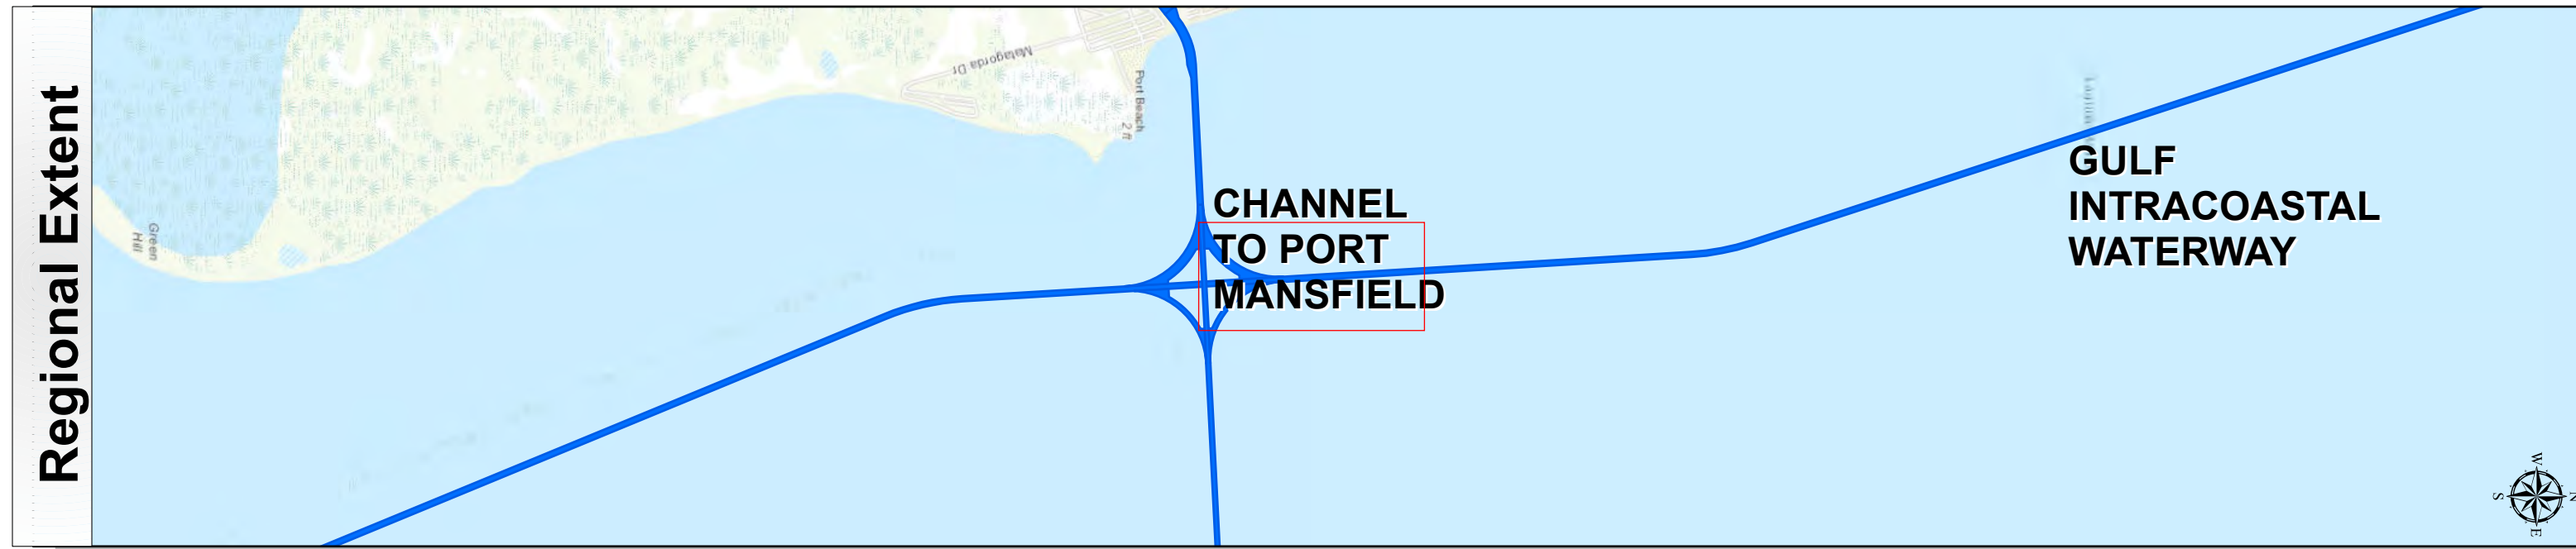 Regional Extent
Matagorda Dr
Port Beach
2 ft
Green
Hill
CHANNEL
TO PORT
MANSFIELD
GULF
INTRACOASTAL
WATERWAY
W
S
N
E